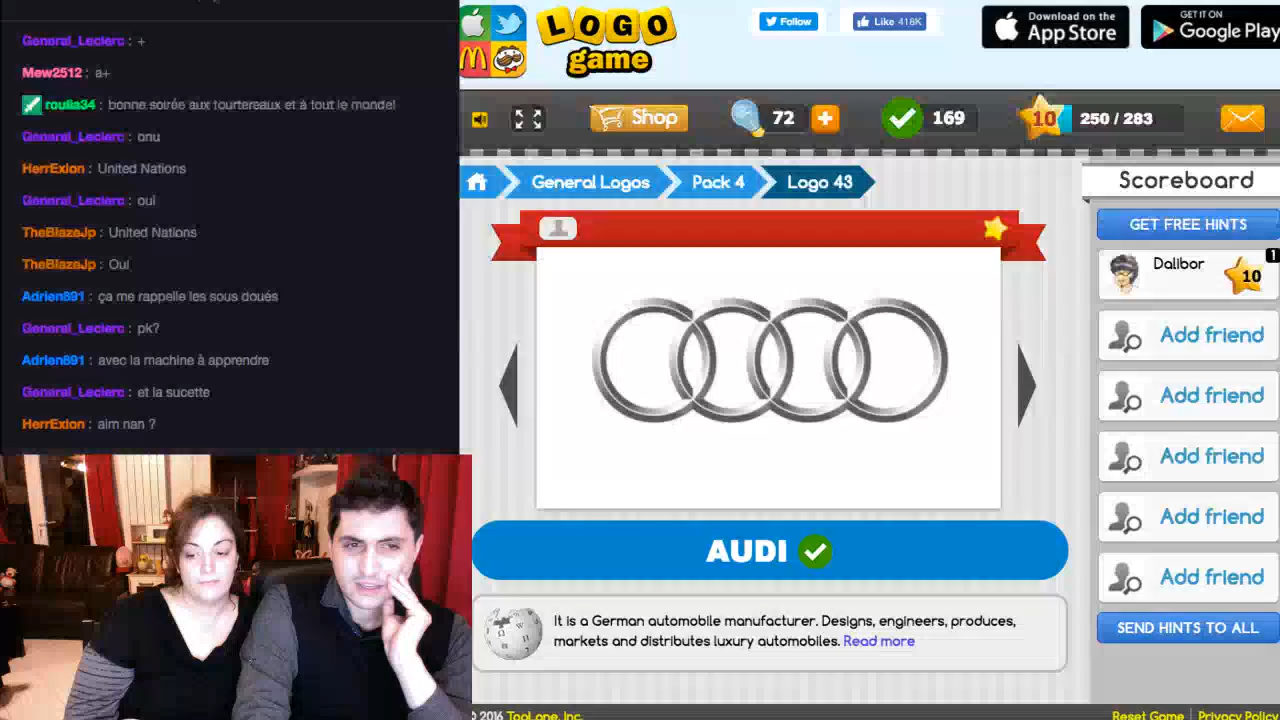 General_Leclerc : +
Mew2512 : a+
roulia34 : bonne soirée aux tourtereaux et à tout le monde!
General_Leclerc : onu
HerrExion : United Nations
General_Leclerc : oui
TheBlazeJp : United Nations
TheBlazeJp : Oui
Adrien891 : ça me rappelle les sous doués
General_Leclerc : pk?
Adrien891 : avec la machine à apprendre
General_Leclerc : et la sucette
HerrExion : aim nan ?
LOGO
game
Follow
Like 418K
Download on the
App Store
GET IT ON
Google Play
Shop
72
169
10
250 / 283
General Logos
Pack 4
Logo 43
AUDI
It is a German automobile manufacturer. Designs, engineers, produces,
markets and distributes luxury automobiles. Read more
Scoreboard
GET FREE HINTS
1
Dalibor
10
Add friend
Add friend
Add friend
Add friend
Add friend
SEND HINTS TO ALL
© 2016 TooLone, Inc.
Reset Game | Privacy Policy